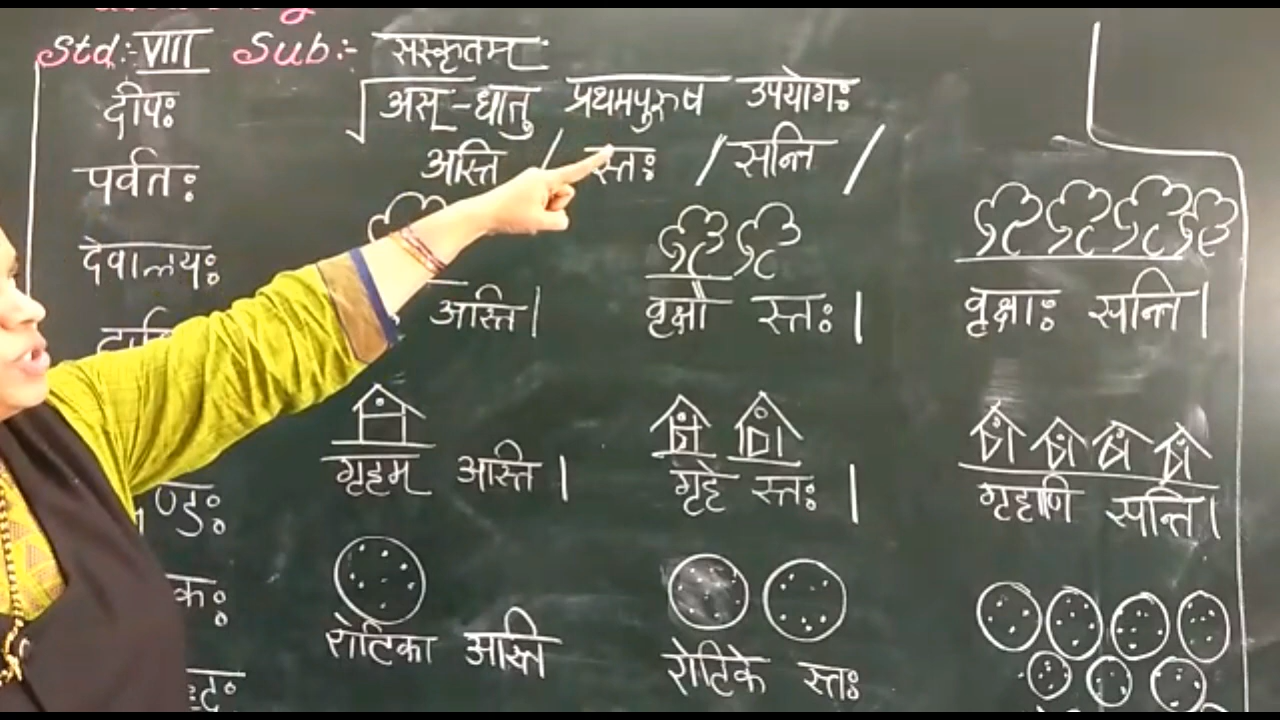 Std:- VIII Sub:- संस्कृतम्
दीपः
पर्वतः
देवालयः
अस् - धातु प्रथमपुरुष उपयोगः
अस्ति / स्तः / सन्ति /
अस्ति।
वृक्षौ स्तः।
वृक्षाः सन्ति।
गृहम् अस्ति।
गृहे स्तः।
गृहाणि सन्ति।
रोटिका अस्ति
रोटिके स्तः